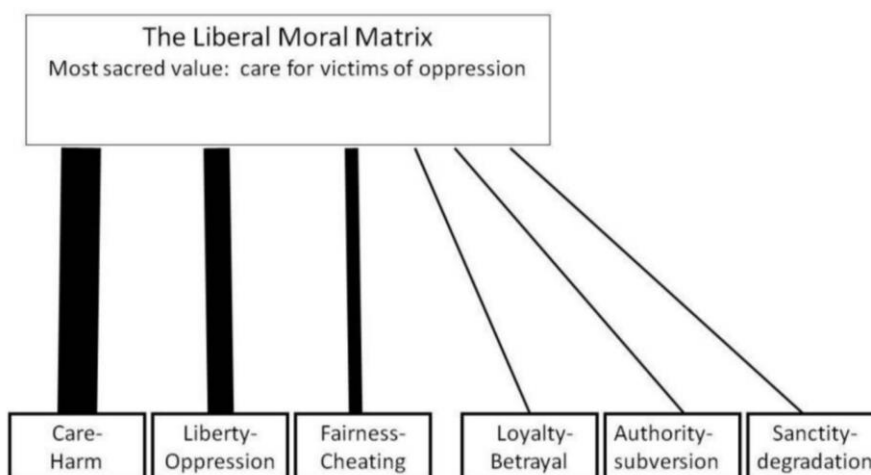 The Liberal Moral Matrix
Most sacred value: care for victims of oppression
Care-
Harm
Liberty-
Oppression
Fairness-
Cheating
Loyalty-
Betrayal
Authority-
subversion
Sanctity-
degradation